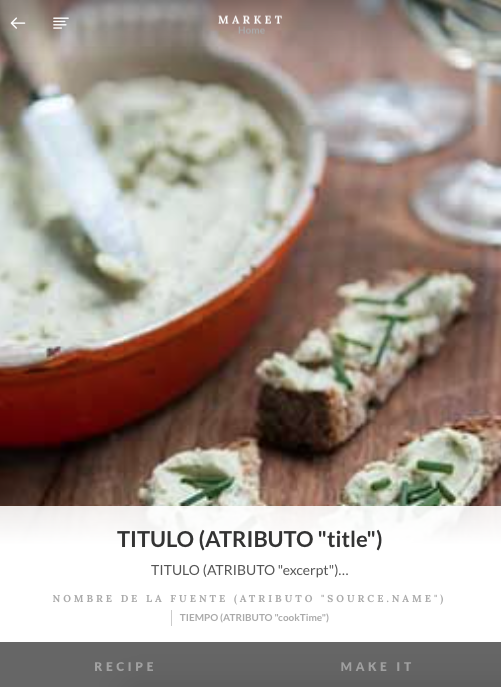 MARKET
Home
TITULO (ATRIBUTO "title")
TITULO (ATRIBUTO "excerpt")...
NOMBRE DE LA FUENTE (ATRIBUTO "SOURCE.NAME")
TIEMPO (ATRIBUTO "cookTime")
RECIPE MAKE IT